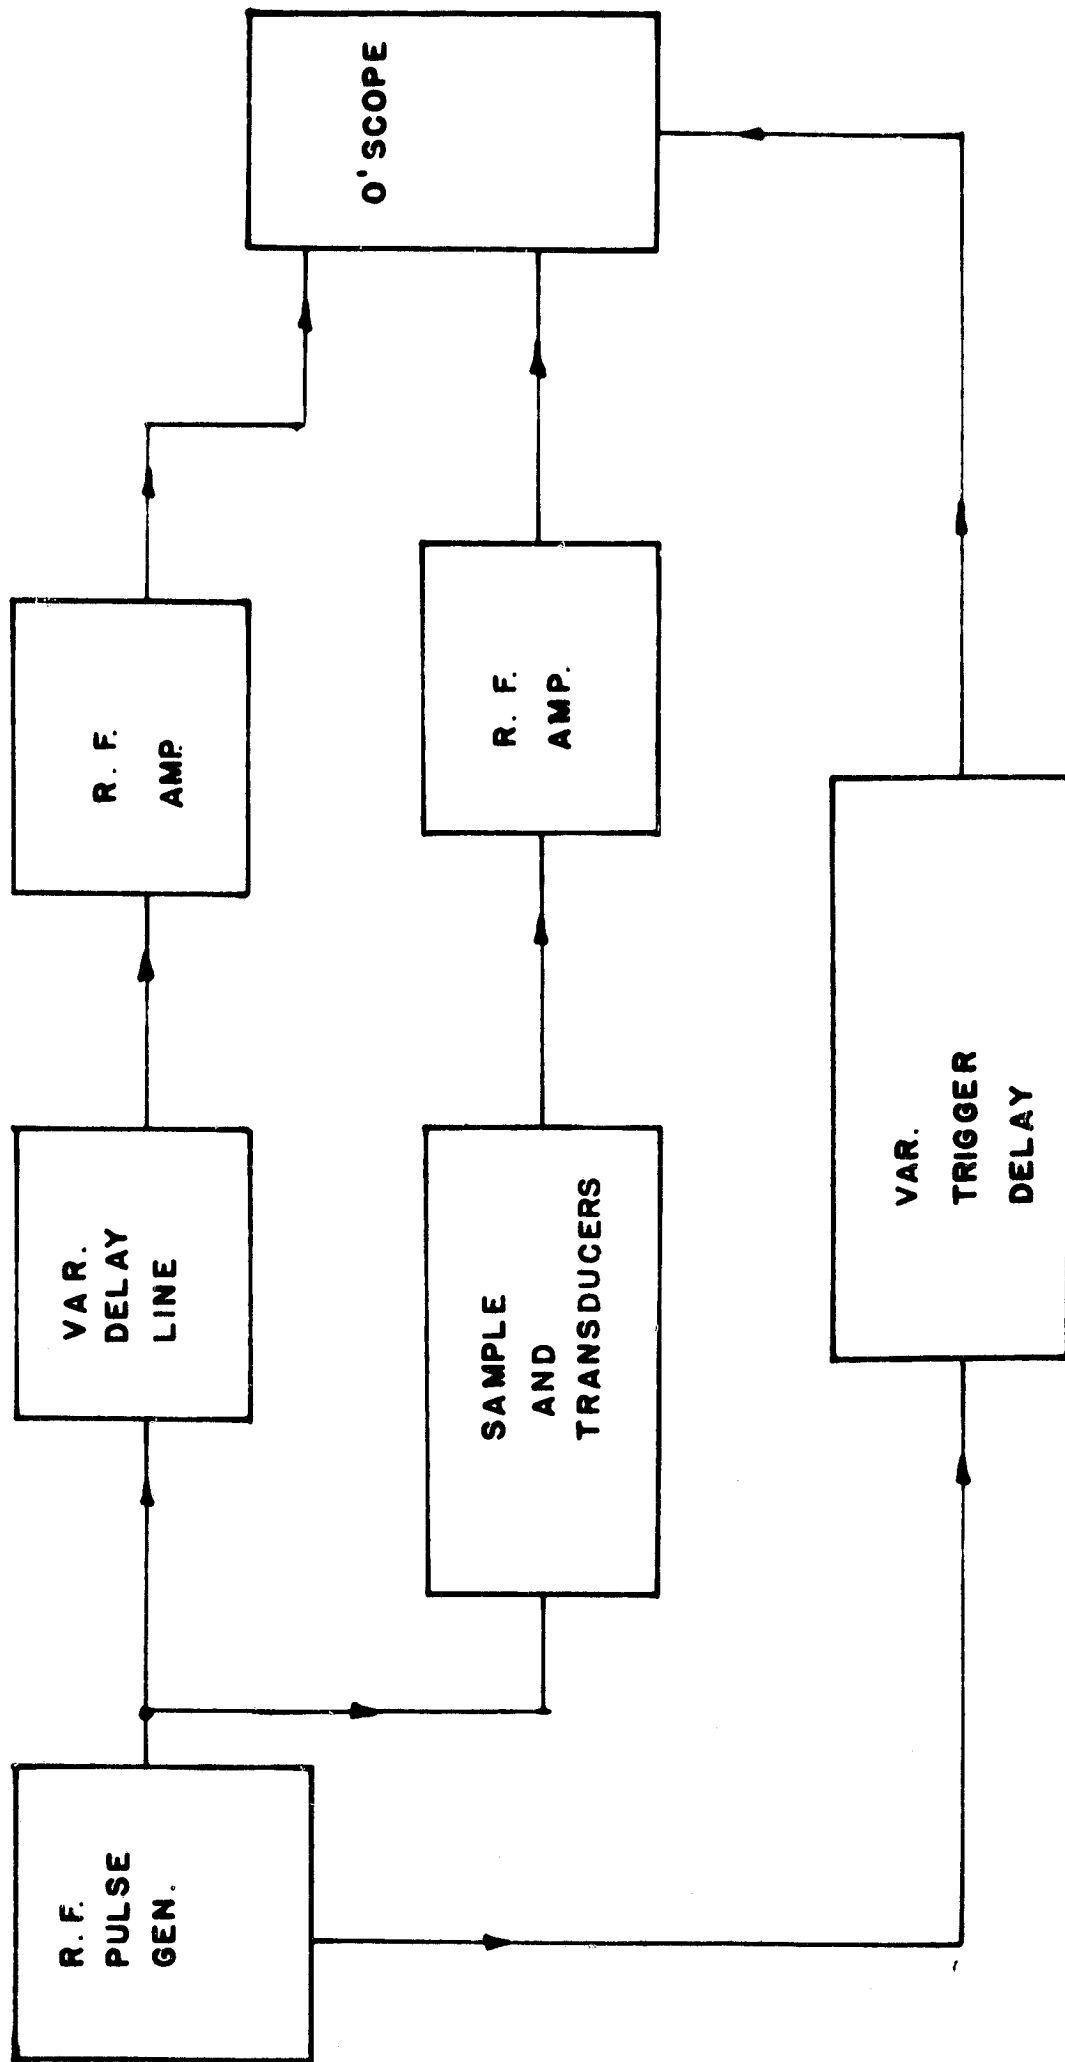 R.F.
PULSE
GEN.
VAR.
DELAY
LINE
R. F.
AMP.
O'SCOPE
SAMPLE
AND
TRANSDUCERS
R. F.
AMP.
VAR.
TRIGGER
DELAY